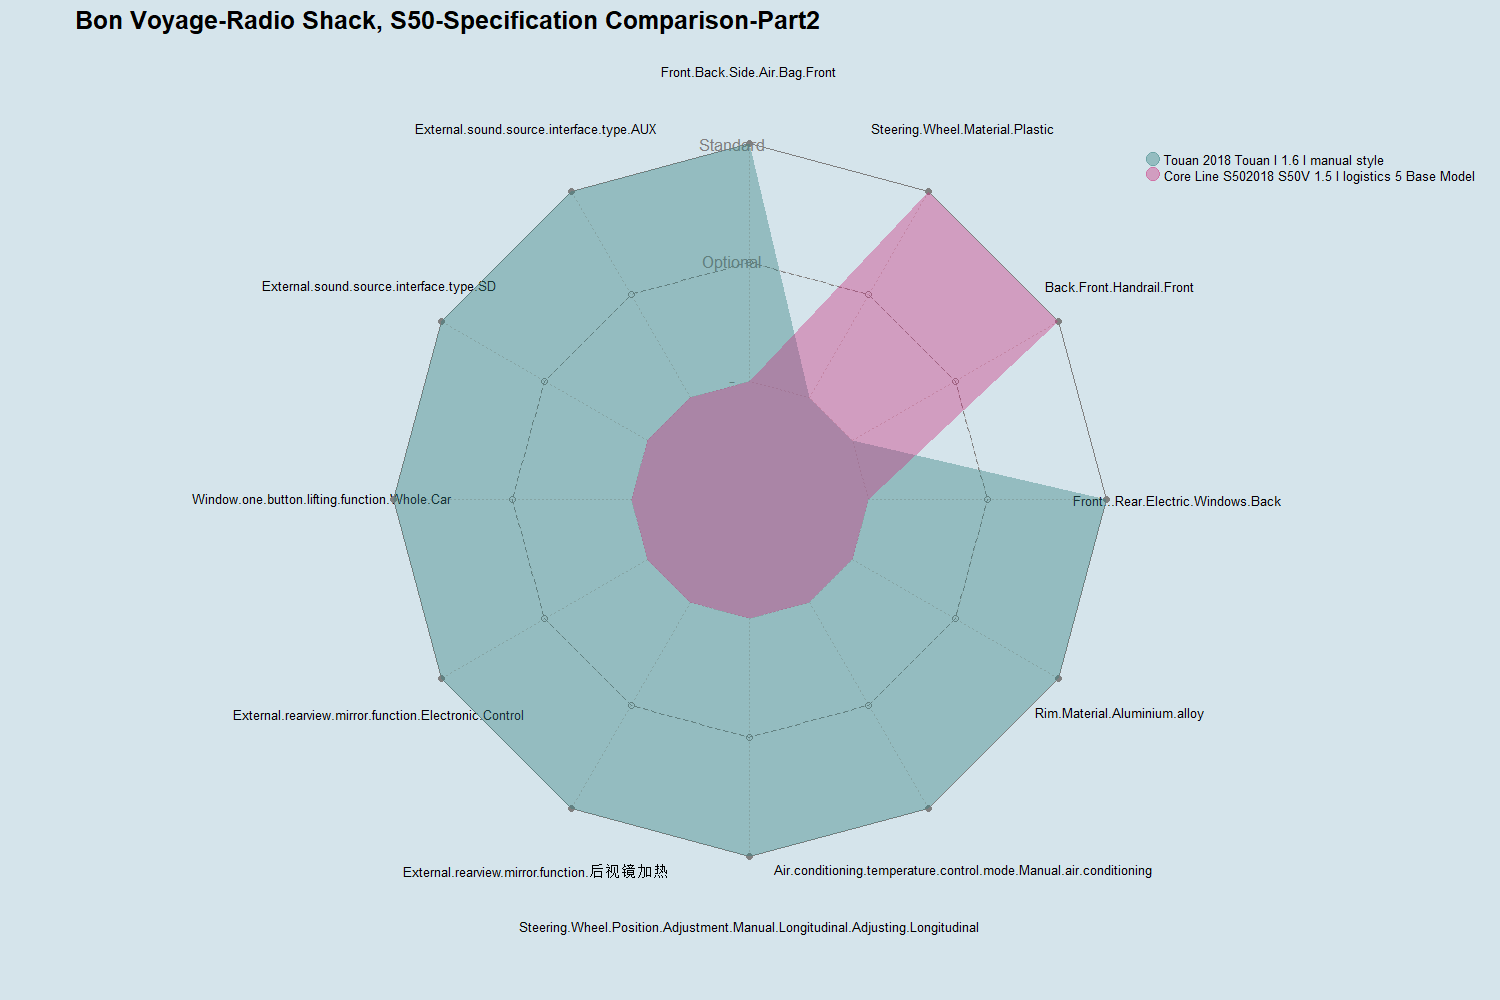 Bon Voyage-Radio Shack, S50-Specification Comparison-Part2
Front.Back.Side.Air.Bag.Front
External.sound.source.interface.type.AUX
Steering.Wheel.Material.Plastic
Standard
Touan 2018 Touan l 1.6 l manual style
Core Line S502018 S50V 1.5 l logistics 5 Base Model
Optional
External.sound.source.interface.type.SD
Back.Front.Handrail.Front
-
Window.one.button.lifting.function.Whole.Car
Front...Rear.Electric.Windows.Back
External.rearview.mirror.function.Electronic.Control
Rim.Material.Aluminium.alloy
External.rearview.mirror.function.后视镜加热
Air.conditioning.temperature.control.mode.Manual.air.conditioning
Steering.Wheel.Position.Adjustment.Manual.Longitudinal.Adjusting.Longitudinal